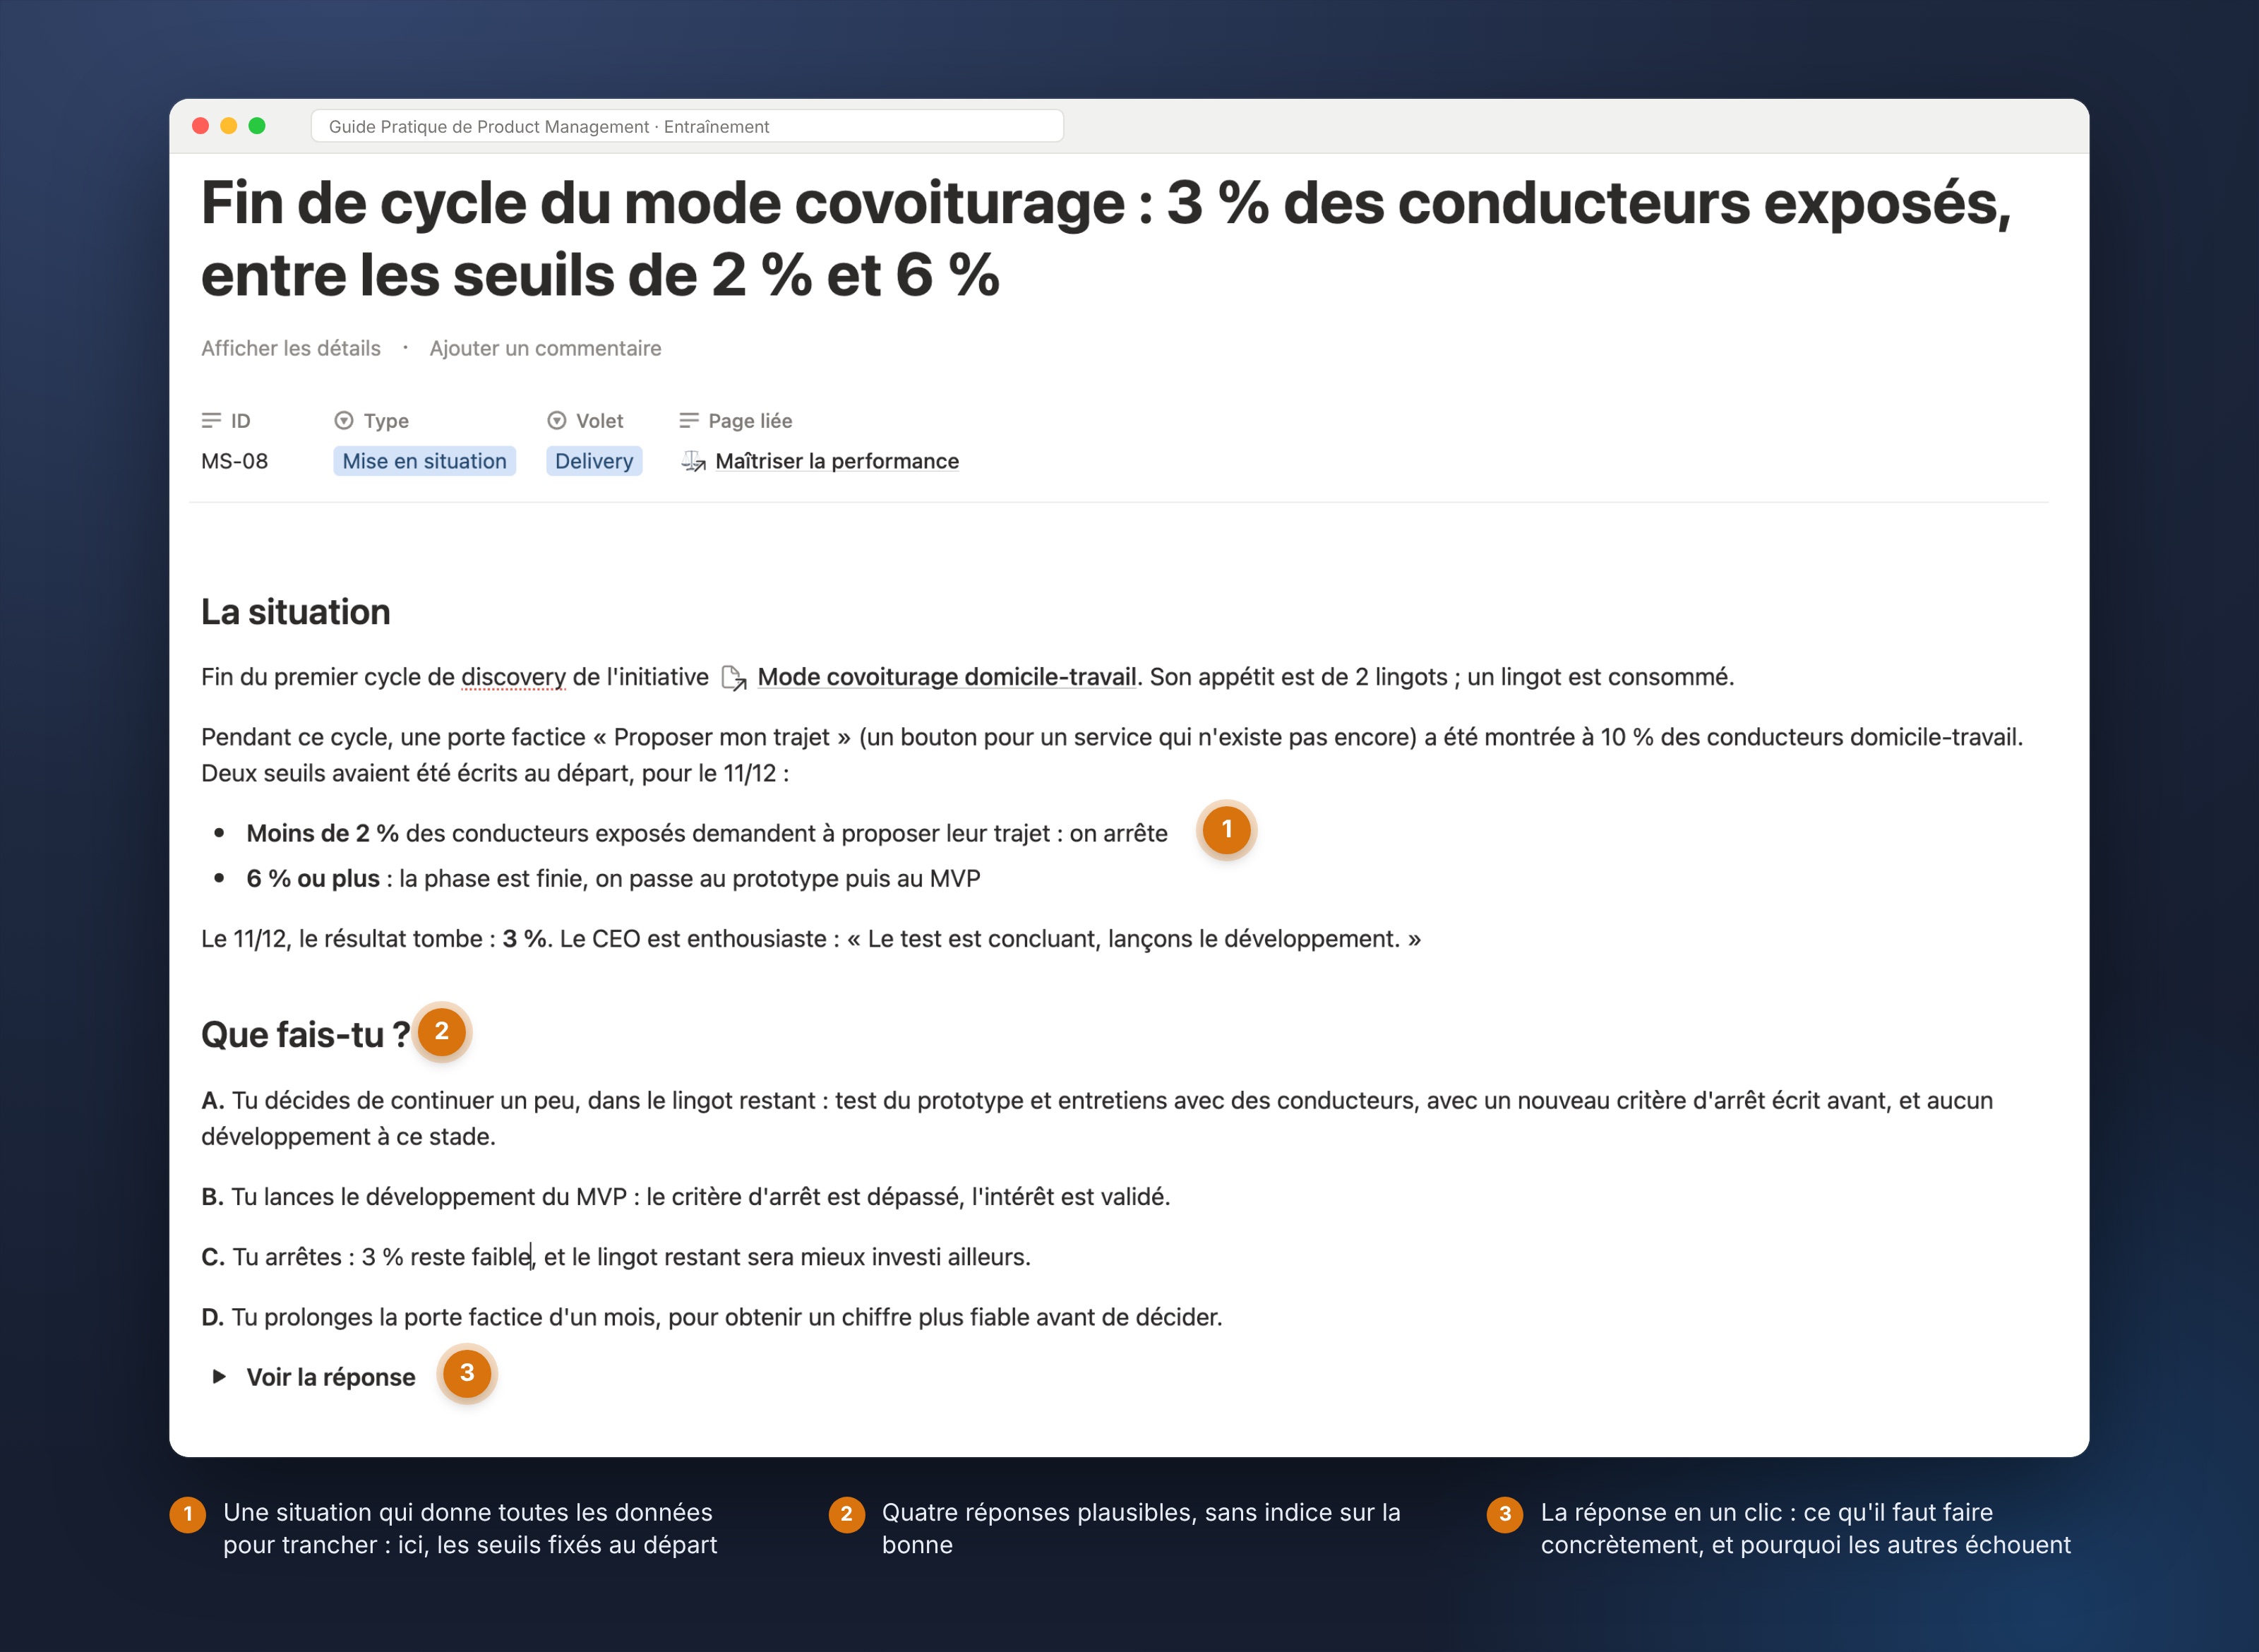 Guide Pratique de Product Management · Entraînement
Fin de cycle du mode covoiturage : 3 % des conducteurs exposés,
entre les seuils de 2 % et 6 %
Afficher les détails · Ajouter un commentaire
ID Type Volet Page liée
MS-08 Mise en situation Delivery Maîtriser la performance
La situation
Fin du premier cycle de discovery de l'initiative Mode covoiturage domicile-travail. Son appétit est de 2 lingots ; un lingot est consommé.
Pendant ce cycle, une porte factice « Proposer mon trajet » (un bouton pour un service qui n'existe pas encore) a été montrée à 10 % des conducteurs domicile-travail.
Deux seuils avaient été écrits au départ, pour le 11/12 :
• Moins de 2 % des conducteurs exposés demandent à proposer leur trajet : on arrête 1
• 6 % ou plus : la phase est finie, on passe au prototype puis au MVP
Le 11/12, le résultat tombe : 3 %. Le CEO est enthousiaste : « Le test est concluant, lançons le développement. »
Que fais-tu ? 2
A. Tu décides de continuer un peu, dans le lingot restant : test du prototype et entretiens avec des conducteurs, avec un nouveau critère d'arrêt écrit avant, et aucun
développement à ce stade.
B. Tu lances le développement du MVP : le critère d'arrêt est dépassé, l'intérêt est validé.
C. Tu arrêtes : 3 % reste faible, et le lingot restant sera mieux investi ailleurs.
D. Tu prolonges la porte factice d'un mois, pour obtenir un chiffre plus fiable avant de décider.
Voir la réponse 3
1 Une situation qui donne toutes les données
pour trancher : ici, les seuils fixés au départ
2 Quatre réponses plausibles, sans indice sur la
bonne
3 La réponse en un clic : ce qu'il faut faire
concrètement, et pourquoi les autres échouent